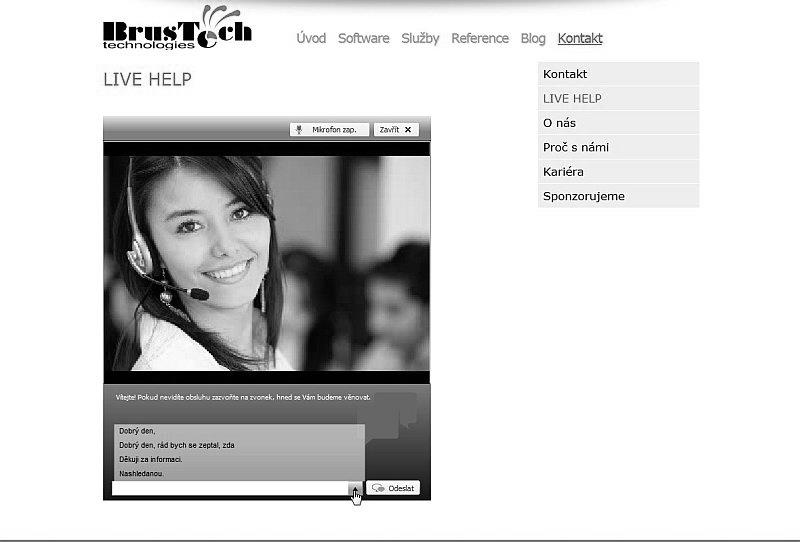 BrusTech
technologies
Úvod Software Služby Reference Blog Kontakt
LIVE HELP
Kontakt
LIVE HELP
O nás
Proč s námi
Kariéra
Sponzorujeme
Mikrofon zap. Zavřít
Vítejte! Pokud nevidíte obsluhu zazvoňte na zvonek, hned se Vám budeme věnovat.
Dobrý den,
Dobrý den, rád bych se zeptal, zda
Děkuji za informaci.
Nashledanou.
Odeslat